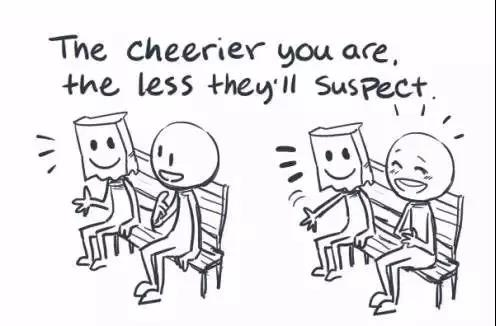 The cheerier you are,
the less they'll suspect.